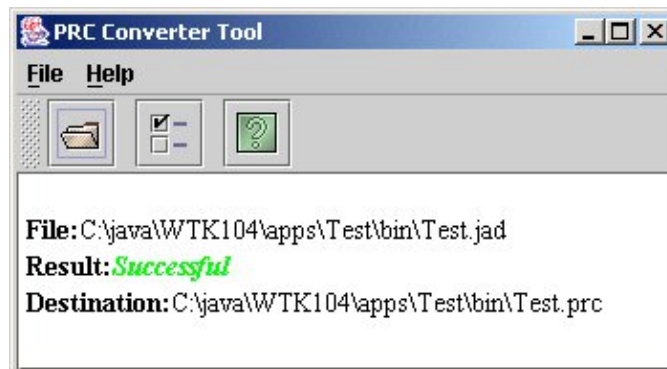 PRC Converter Tool
File Help
File:C:\java\WTK104\apps\Test\bin\Test.jad
Result:Successful
Destination:C:\java\WTK104\apps\Test\bin\Test.prc